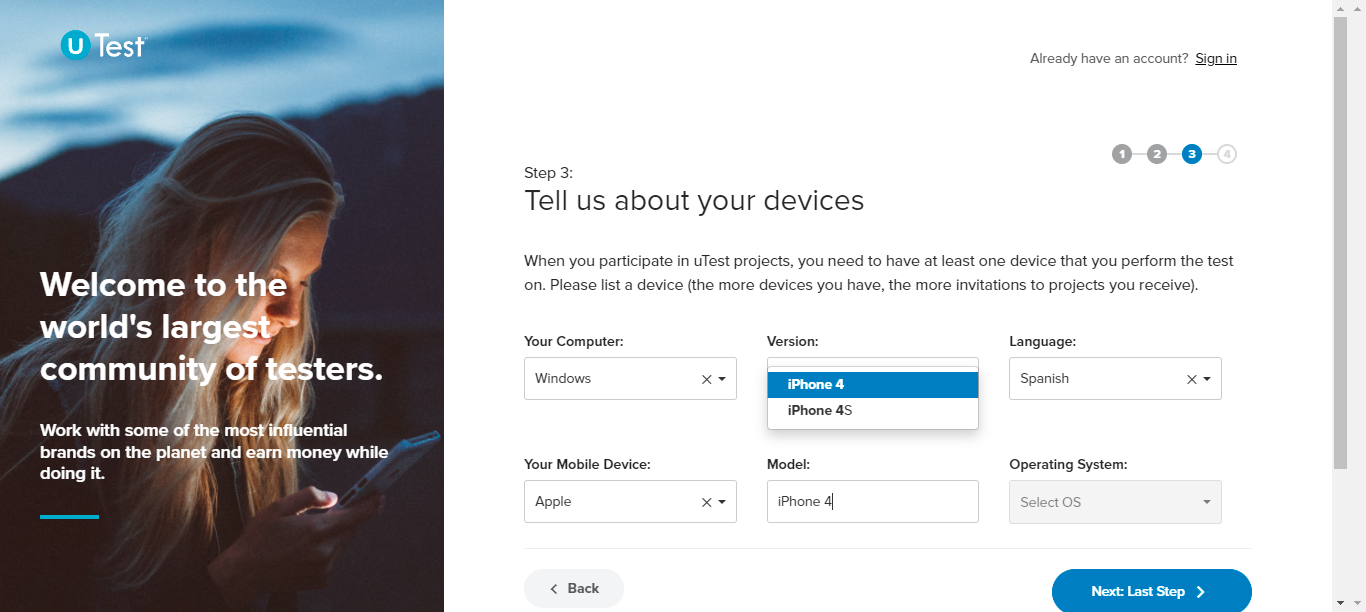 uTest
Welcome to the
world's largest
community of testers.
Work with some of the most influential
brands on the planet and earn money while
doing it.
Already have an account? Sign in
1 2 3 4
Step 3:
Tell us about your devices
When you participate in uTest projects, you need to have at least one device that you perform the test
on. Please list a device (the more devices you have, the more invitations to projects you receive).
Your Computer:
Windows
Version:
iPhone 4
iPhone 4S
Language:
Spanish
Your Mobile Device:
Apple
Model:
iPhone 4
Operating System:
Select OS
Back
Next: Last Step